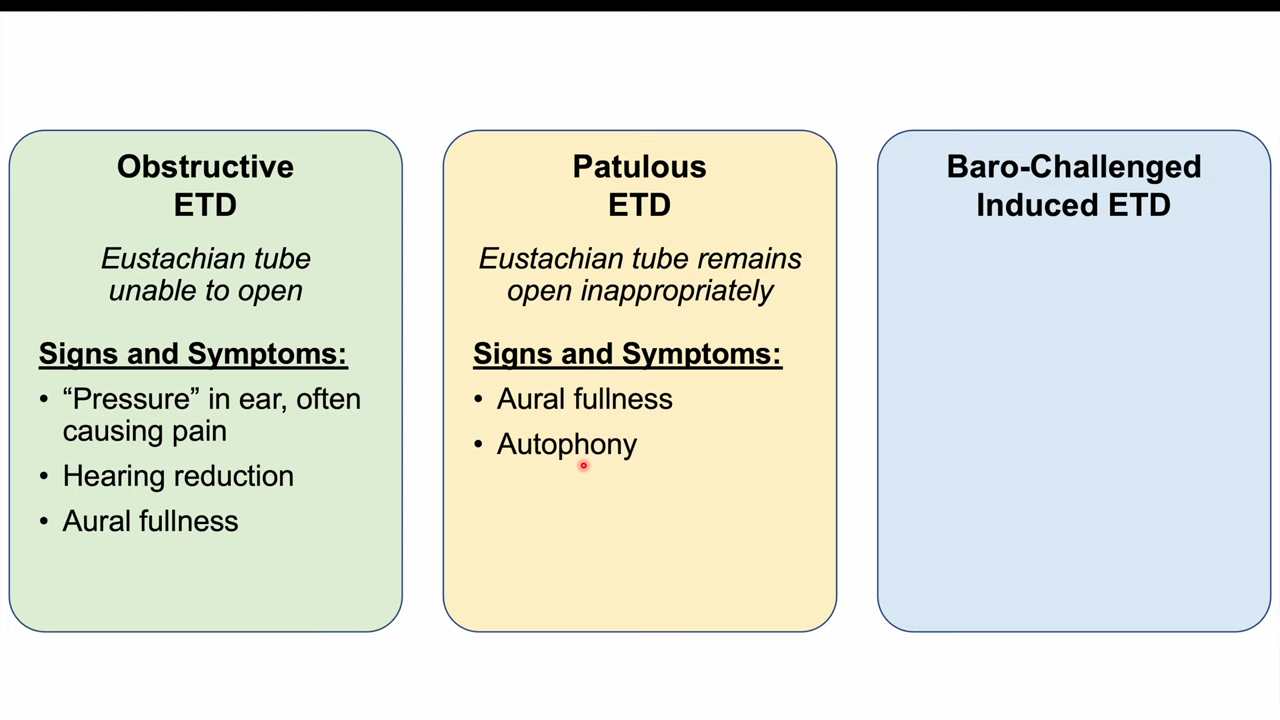 Obstructive
ETD
Eustachian tube
unable to open
Signs and Symptoms:
• “Pressure” in ear, often
causing pain
• Hearing reduction
• Aural fullness
Patulous
ETD
Eustachian tube remains
open inappropriately
Signs and Symptoms:
• Aural fullness
• Autophony
Baro-Challenged
Induced ETD